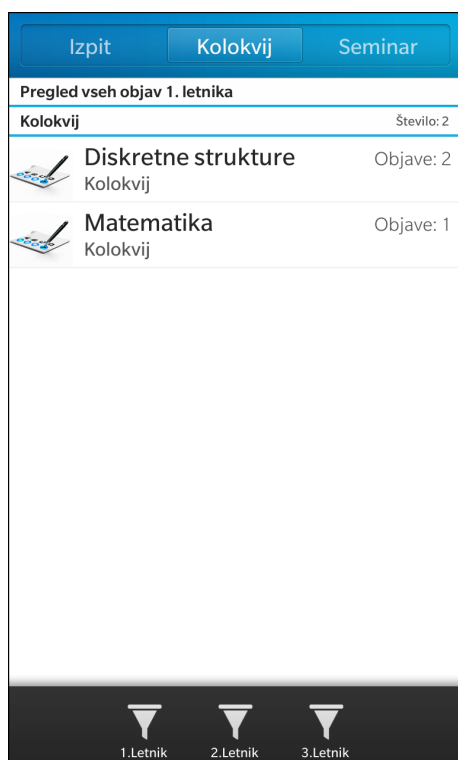 Izpit Kolokvij Seminar
Pregled vseh objav 1. letnika
Kolokvij Število: 2
Diskretne strukture Objave: 2
Kolokvij
Matematika Objave: 1
Kolokvij
1.Letnik 2.Letnik 3.Letnik